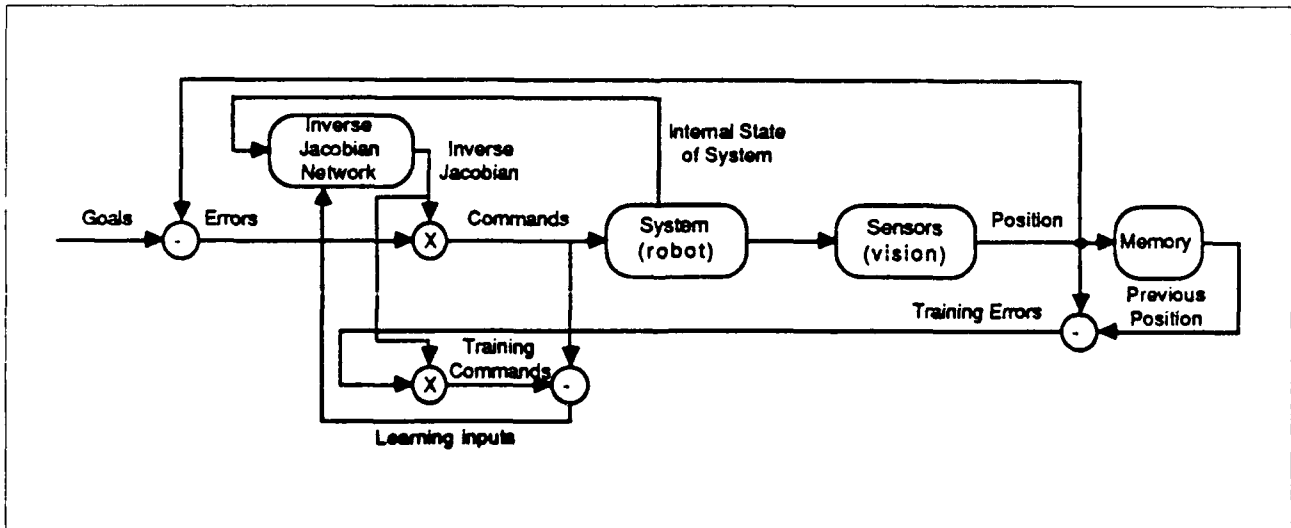 Inverse
Jacobian
Network
Inverse
Jacobian
Internal State
of System
Goals
-
Errors
X
Commands
System
(robot)
Sensors
(vision)
Position
Memory
Previous
Position
Training Errors
-
Training
Commands
X
-
Learning inputs